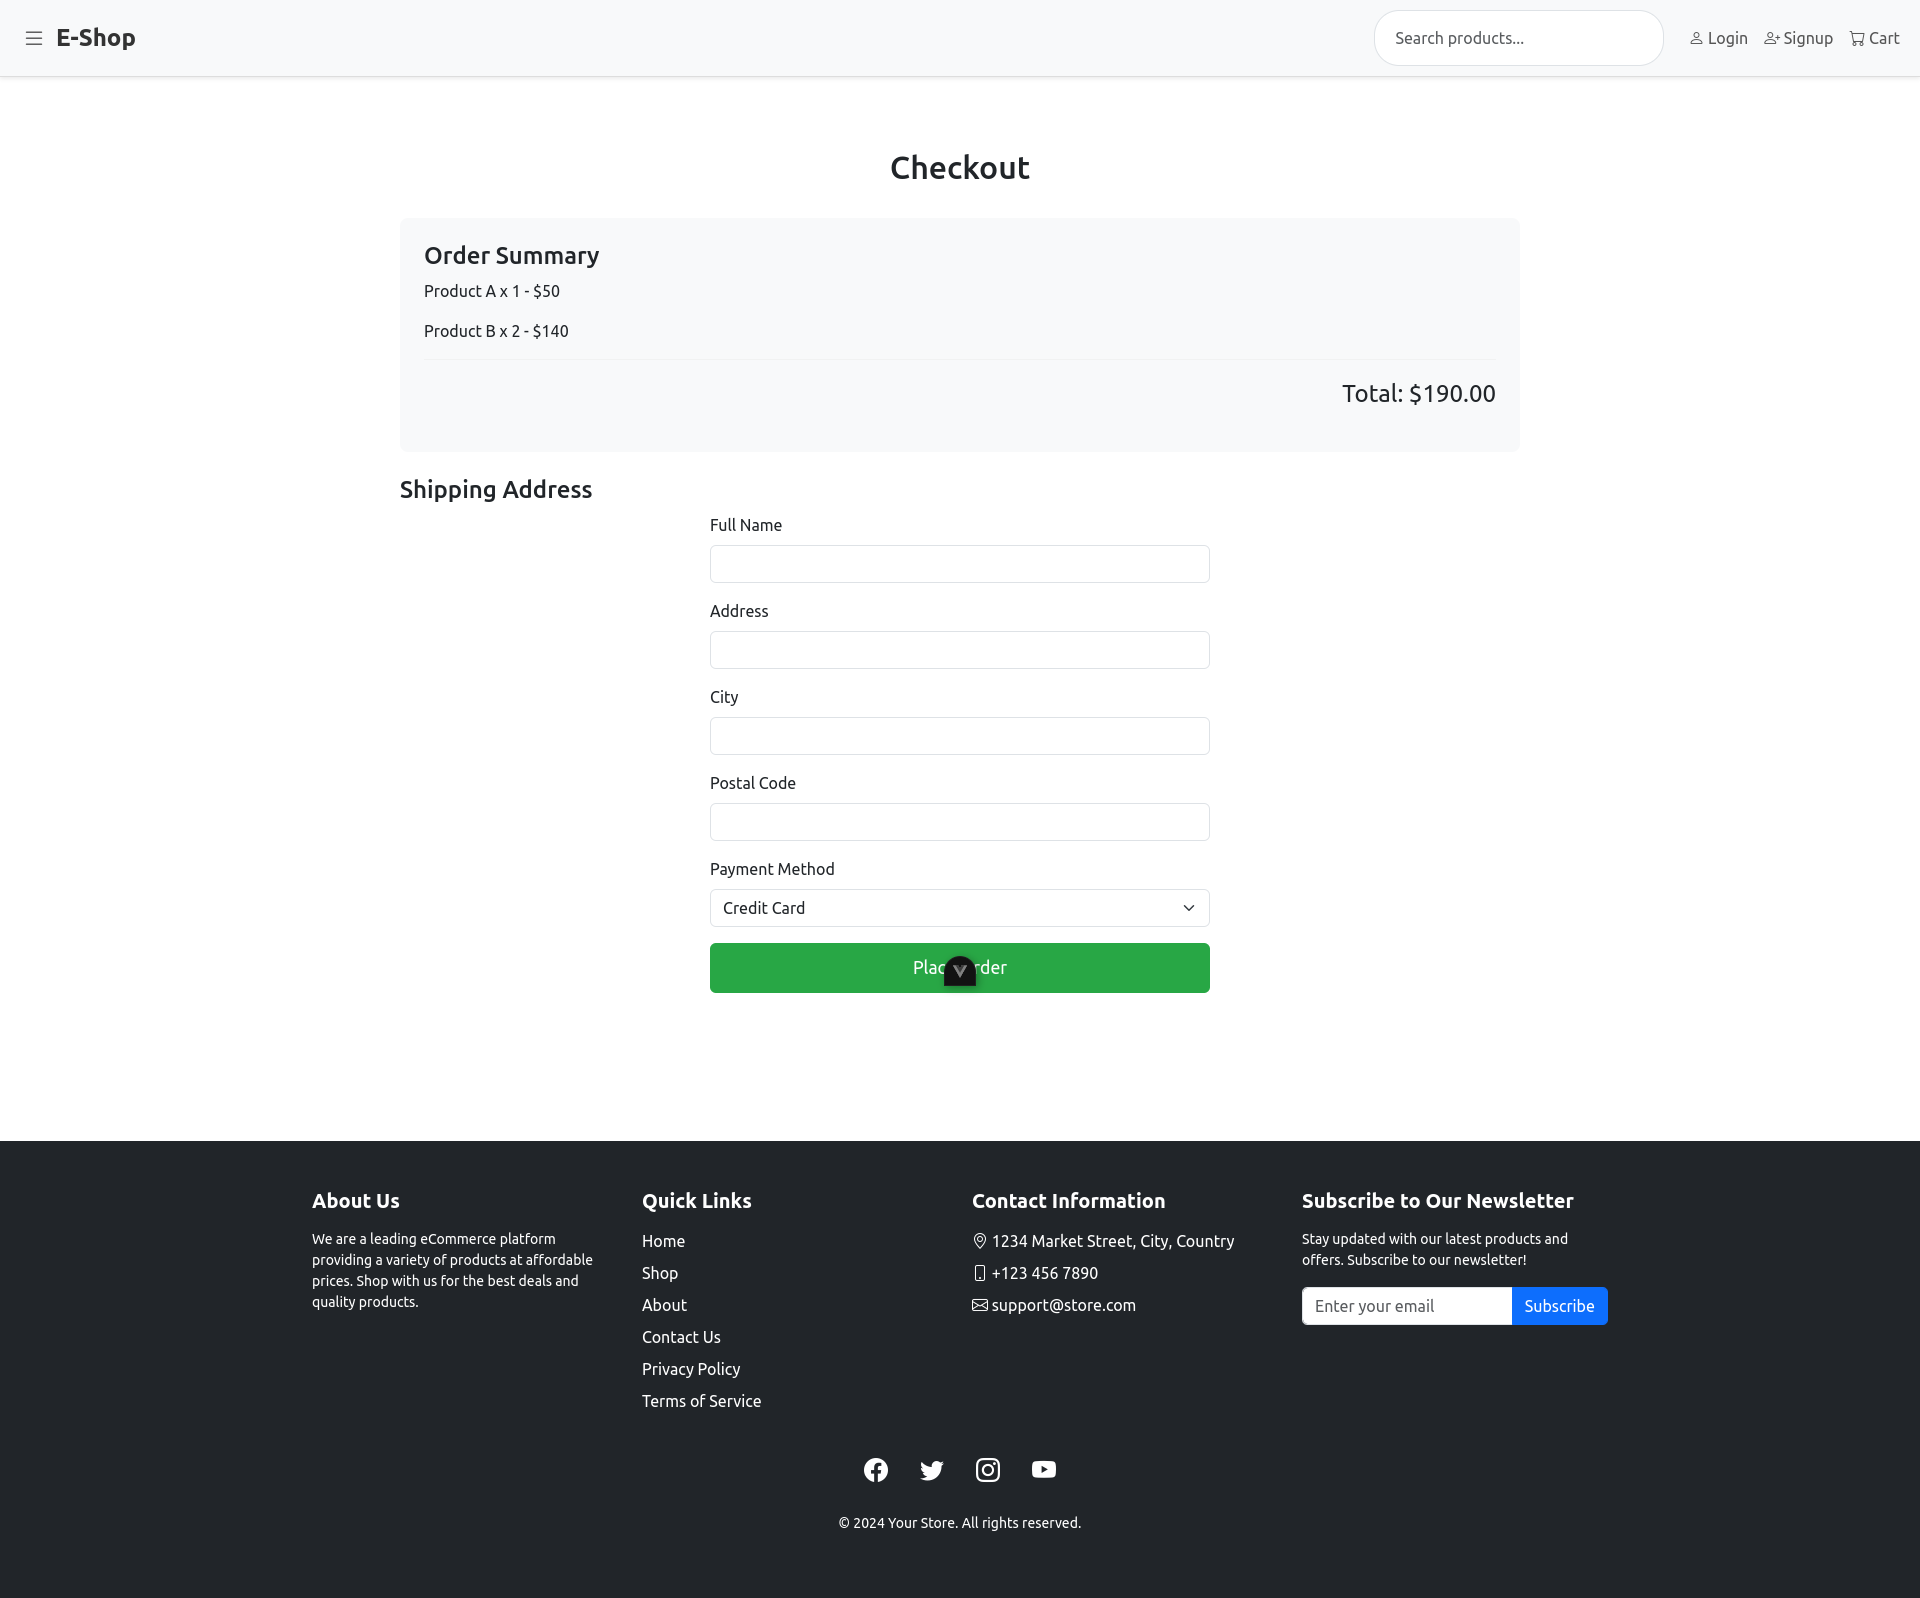 E-Shop
Search products...
Login
Signup
Cart
Checkout
Order Summary
Product A x 1 - $50
Product B x 2 - $140
Total: $190.00
Shipping Address
Full Name
Address
City
Postal Code
Payment Method
Credit Card
About Us
We are a leading eCommerce platform
providing a variety of products at affordable
prices. Shop with us for the best deals and
quality products.
Quick Links
Home
Shop
About
Contact Us
Privacy Policy
Terms of Service
Contact Information
1234 Market Street, City, Country
+123 456 7890
support@store.com
Subscribe to Our Newsletter
Stay updated with our latest products and
offers. Subscribe to our newsletter!
Enter your email
Subscribe
© 2024 Your Store. All rights reserved.